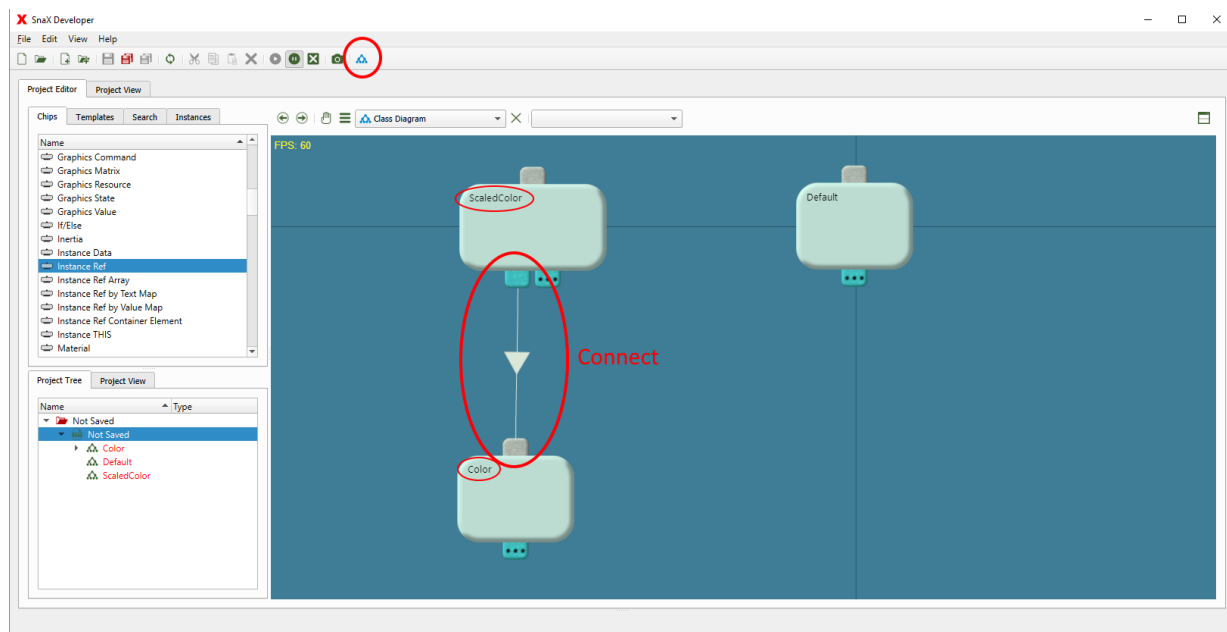 SnaX Developer
File Edit View Help
Project Editor Project View
Chips Templates Search Instances
Class Diagram
Name
Graphics Command
Graphics Matrix
Graphics Resource
Graphics State
Graphics Value
If/Else
Inertia
Instance Data
Instance Ref
Instance Ref Array
Instance Ref by Text Map
Instance Ref by Value Map
Instance Ref Container Element
Instance THIS
Material
FPS: 60
ScaledColor
Default
Connect
Color
Project Tree Project View
Name Type
Not Saved
Not Saved
Color
Default
ScaledColor